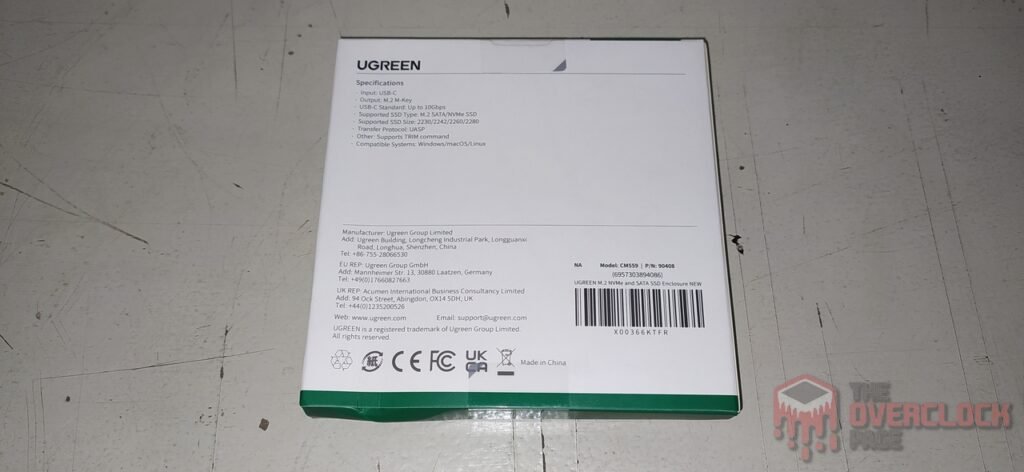 UGREEN
Specifications
· Input: USB-C
· Output: M.2 M-Key
· USB-C Standard: Up to 10Gbps
· Supported SSD Type: M.2 SATA/NVMe SSD
· Supported SSD Size: 2230/2242/2260/2280
· Transfer Protocol: UASP
· Other: Supports TRIM command
· Compatible Systems: Windows/macOS/Linux
Manufacturer: Ugreen Group Limited
Add: Ugreen Building, Longcheng Industrial Park, Longguanxi
Road, Longhua, Shenzhen, China
Tel: +86-755-28066530
EU REP: Ugreen Group GmbH
Add: Mannheimer Str. 13, 30880 Laatzen, Germany
Tel: +49(0)17660827663
UK REP: Acumen International Business Consultancy Limited
Add: 94 Ock Street, Abingdon, OX14 5DH, UK
Tel: +44(0)1235200526
Web: www.ugreen.com Email: support@ugreen.com
UGREEN is a registered trademark of Ugreen Group Limited.
All rights reserved.
紙 CE FC UK CA Made in China
NA Model: CM559 | P/N: 90408
(6957303894086)
UGREEN M.2 NVMe and SATA SSD Enclosure NEW
X00366KTFR
THE
OVERCLOCK
PAGE